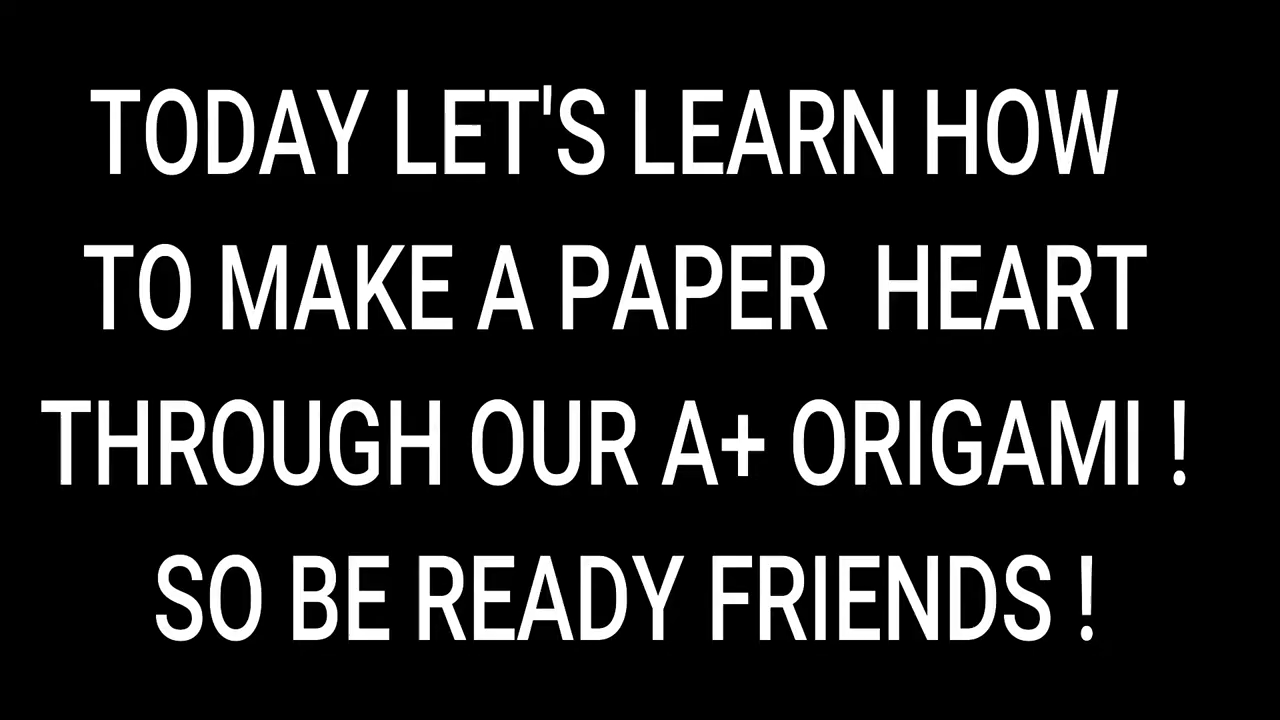 TODAY LET'S LEARN HOW
TO MAKE A PAPER  HEART
THROUGH OUR A+ ORIGAMI !
SO BE READY FRIENDS !